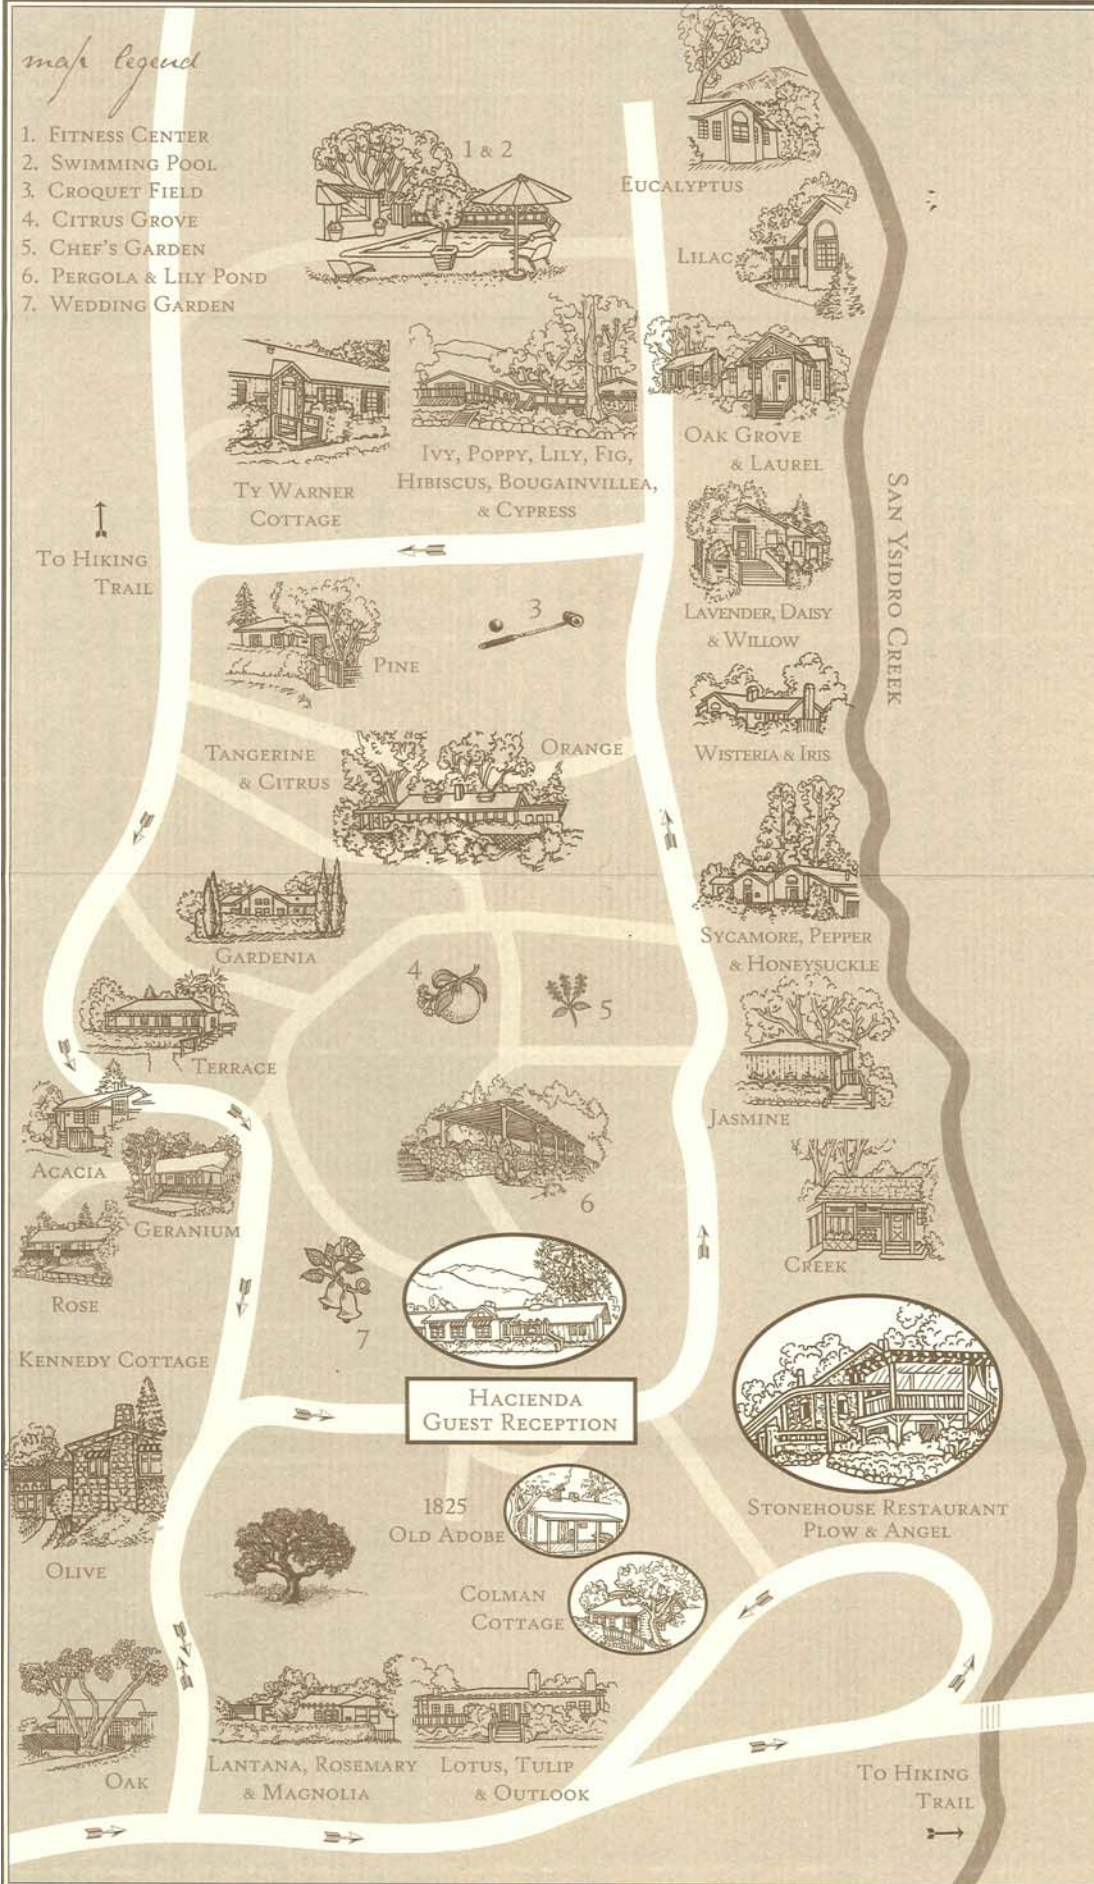 map legend
1. FITNESS CENTER
2. SWIMMING POOL
3. CROQUET FIELD
4. CITRUS GROVE
5. CHEF'S GARDEN
6. PERGOLA & LILY POND
7. WEDDING GARDEN
1 & 2
EUCALYPTUS
LILAC
OAK GROVE
& LAUREL
IVY, POPPY, LILY, FIG,
HIBISCUS, BOUGAINVILLEA,
& CYPRESS
TY WARNER
COTTAGE
SAN YSIDRO CREEK
TO HIKING
TRAIL
3
LAVENDER, DAISY
& WILLOW
PINE
WISTERIA & IRIS
TANGERINE
& CITRUS
ORANGE
GARDENIA
SYCAMORE, PEPPER
& HONEYSUCKLE
4
5
TERRACE
JASMINE
ACACIA
GERANIUM
6
CREEK
ROSE
7
KENNEDY COTTAGE
HACIENDA
GUEST RECEPTION
1825
OLD ADOBE
STONEHOUSE RESTAURANT
PLOW & ANGEL
OLIVE
COLMAN
COTTAGE
OAK
LANTANA, ROSEMARY
& MAGNOLIA
LOTUS, TULIP
& OUTLOOK
TO HIKING
TRAIL